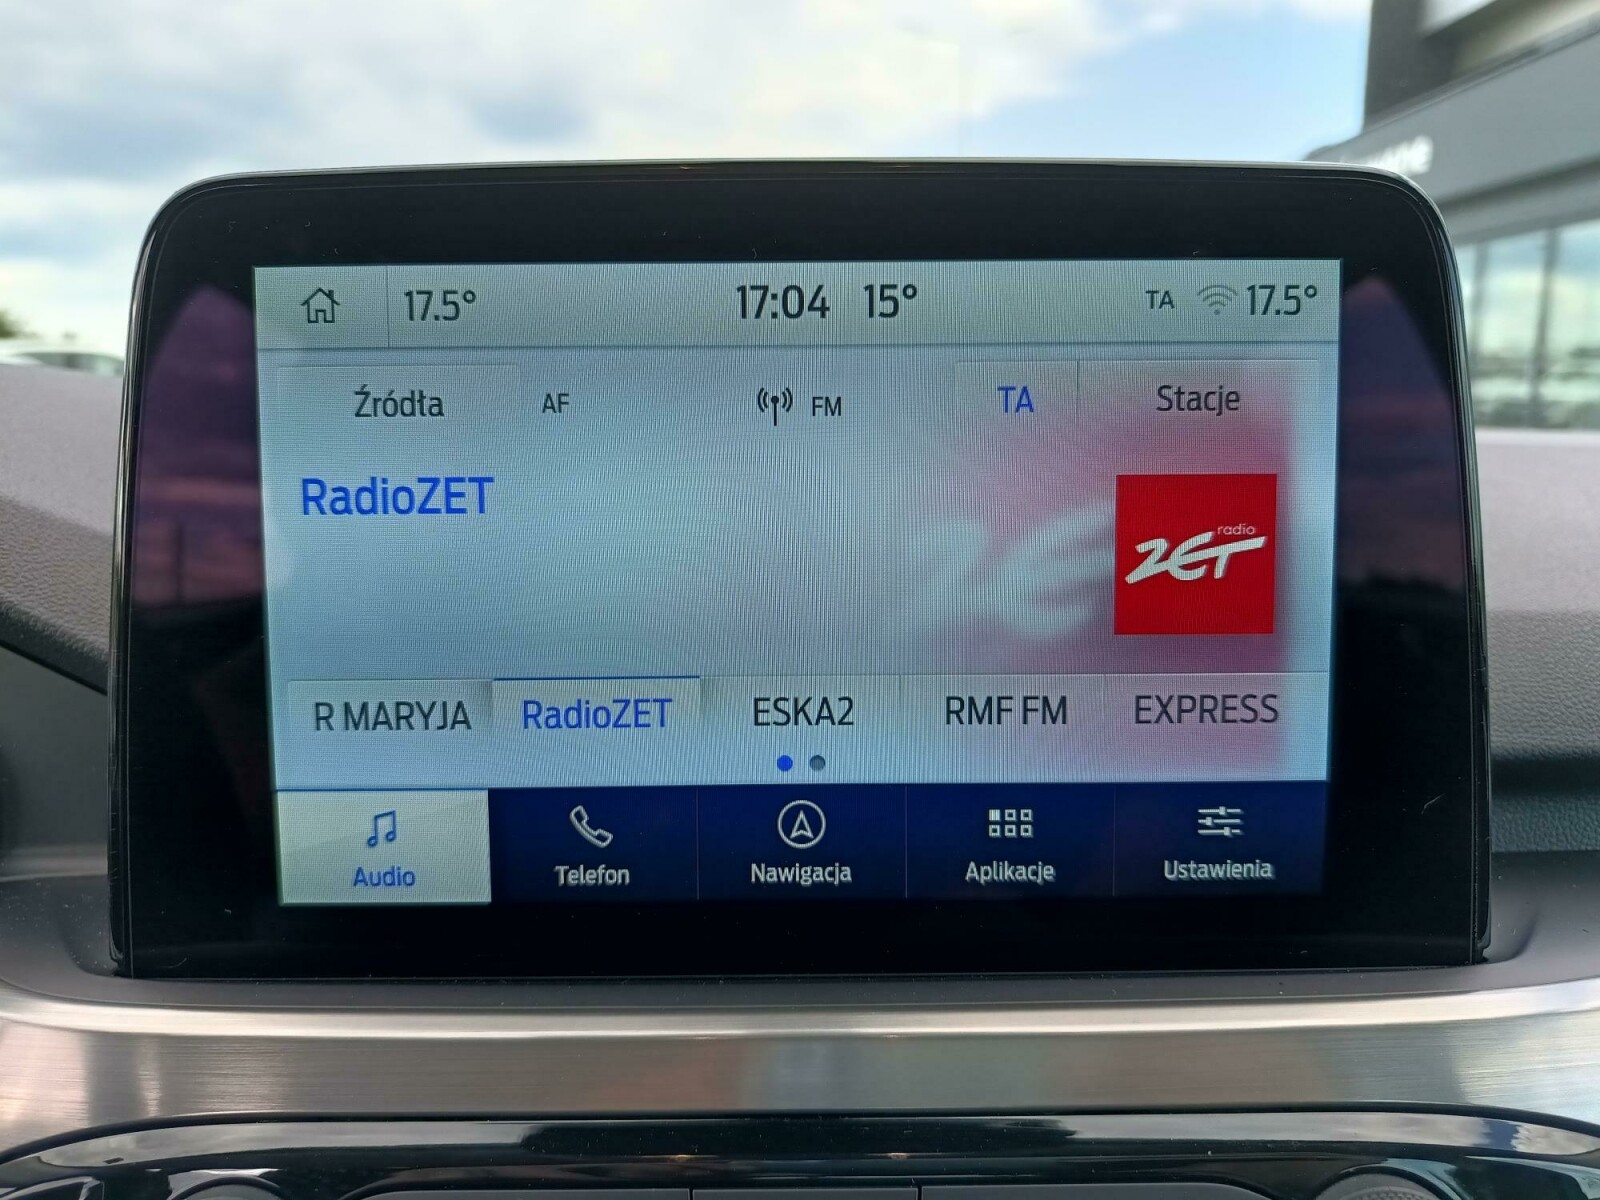 17.5° 17:04 15° TA 17.5°
Źródła AF FM TA Stacje
RadioZET
radio
ZET
R MARYJA RadioZET ESKA2 RMF FM EXPRESS
Audio Telefon Nawigacja Aplikacje Ustawienia